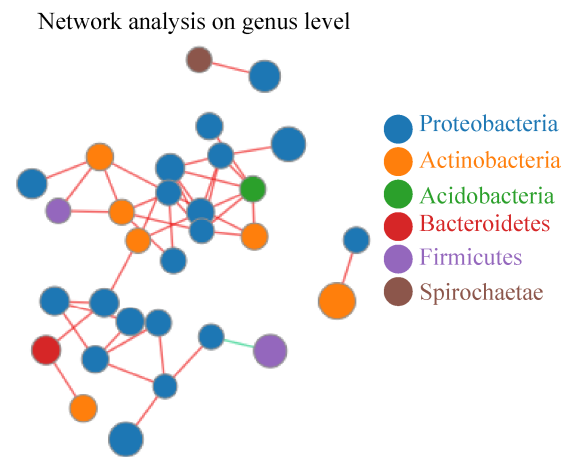 Network analysis on genus level
Proteobacteria
Actinobacteria
Acidobacteria
Bacteroidetes
Firmicutes
Spirochaetae